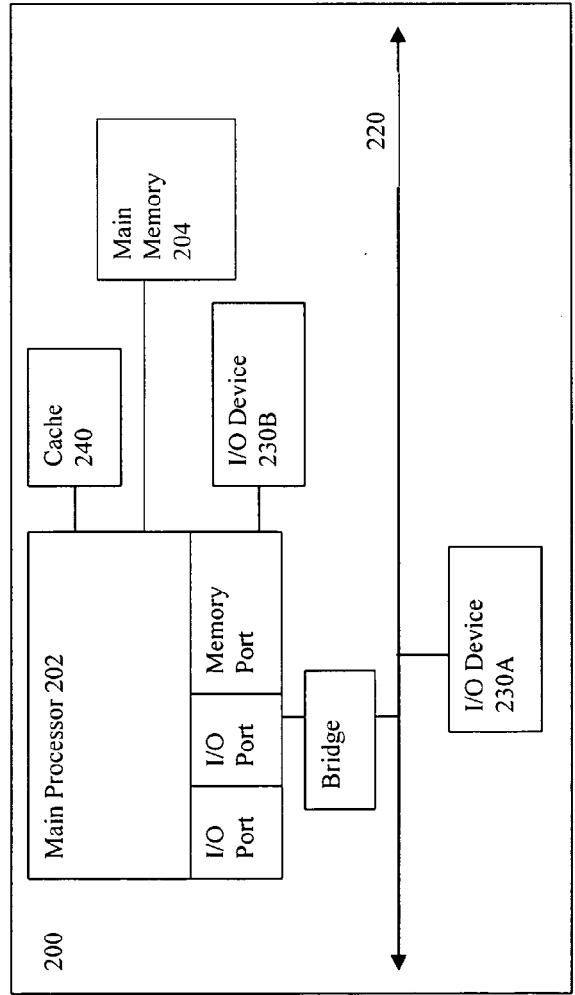 200
Main Processor 202
I/O
Port
I/O
Port
Memory
Port
Cache
240
Main
Memory
204
I/O Device
230B
Bridge
220
I/O Device
230A